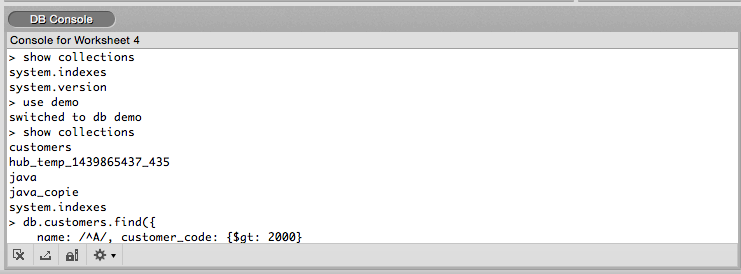 DB Console
Console for Worksheet 4
> show collections
system.indexes
system.version
> use demo
switched to db demo
> show collections
customers
hub_temp_1439865437_435
java
java_copie
system.indexes
> db.customers.find({
    name: /^A/, customer_code: {$gt: 2000}